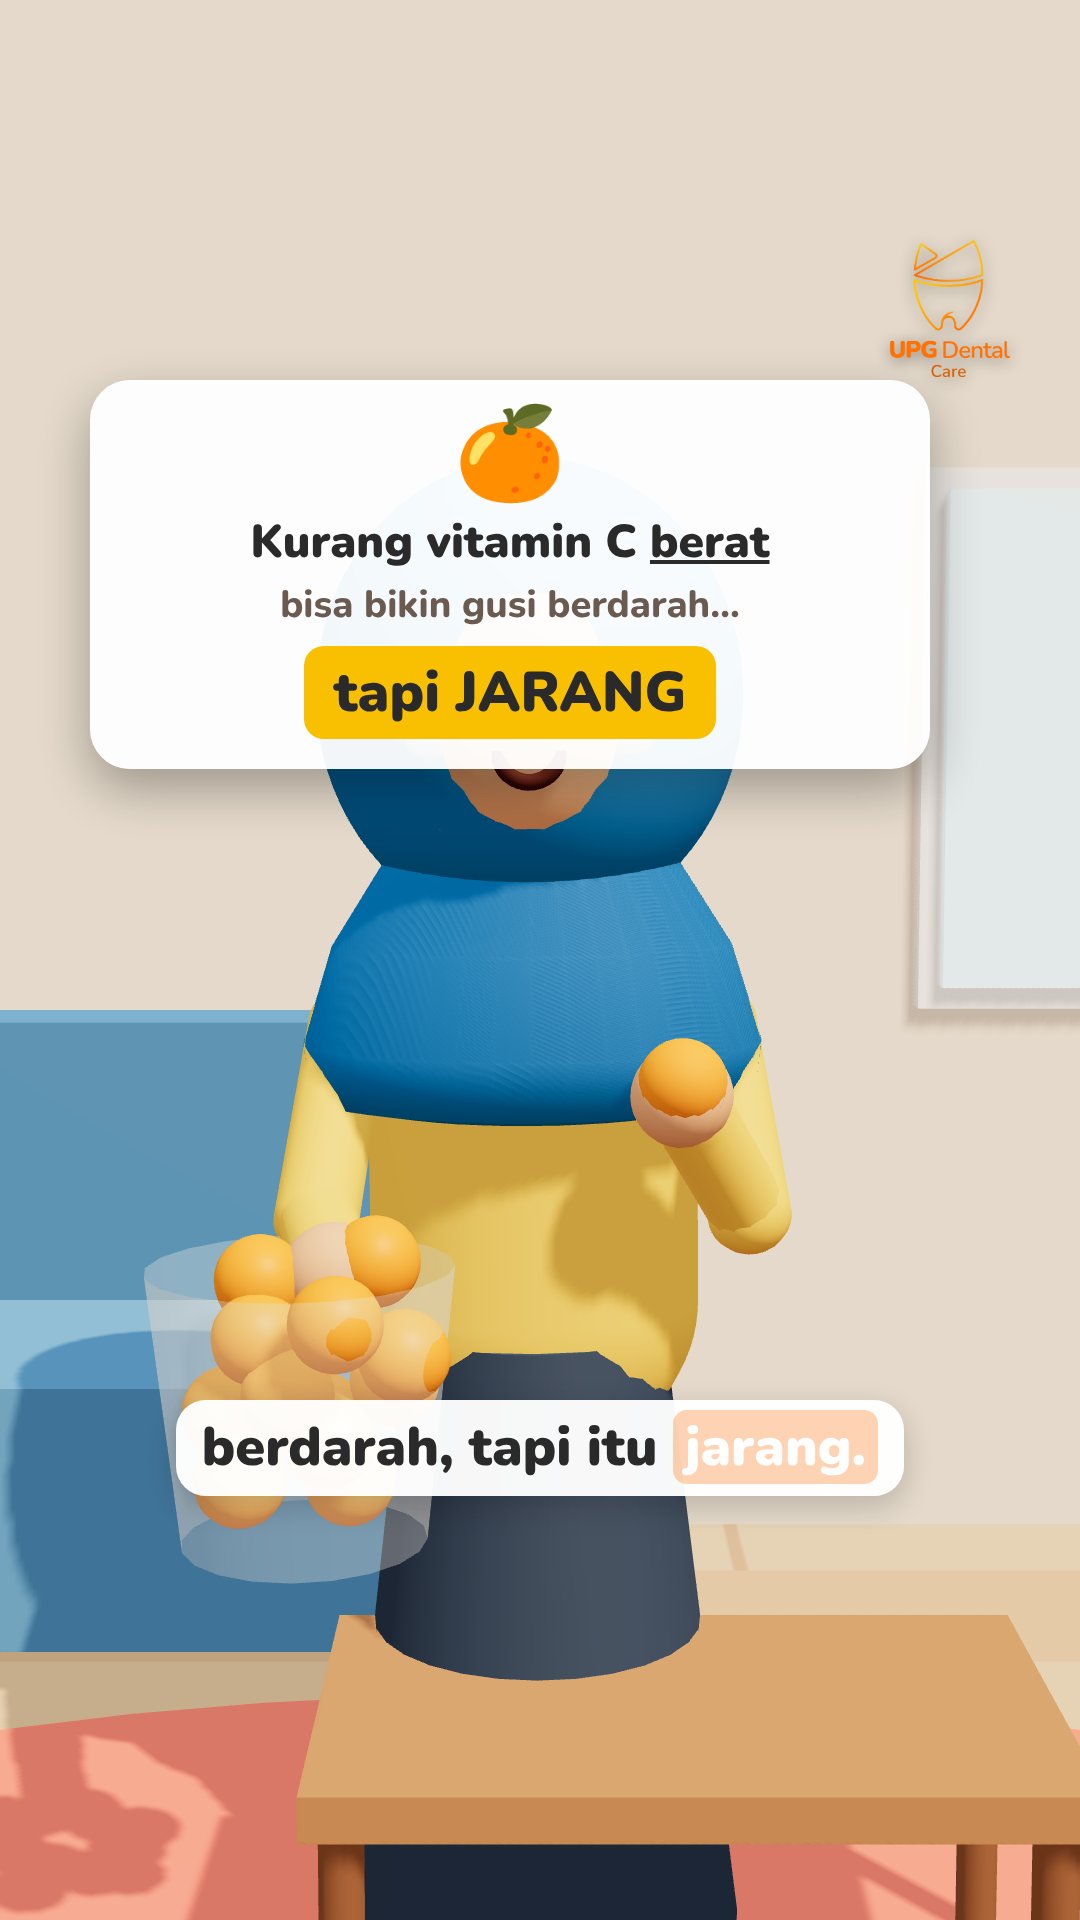 UPG Dental
Care
Kurang vitamin C berat
bisa bikin gusi berdarah...
tapi JARANG
berdarah, tapi itu jarang.